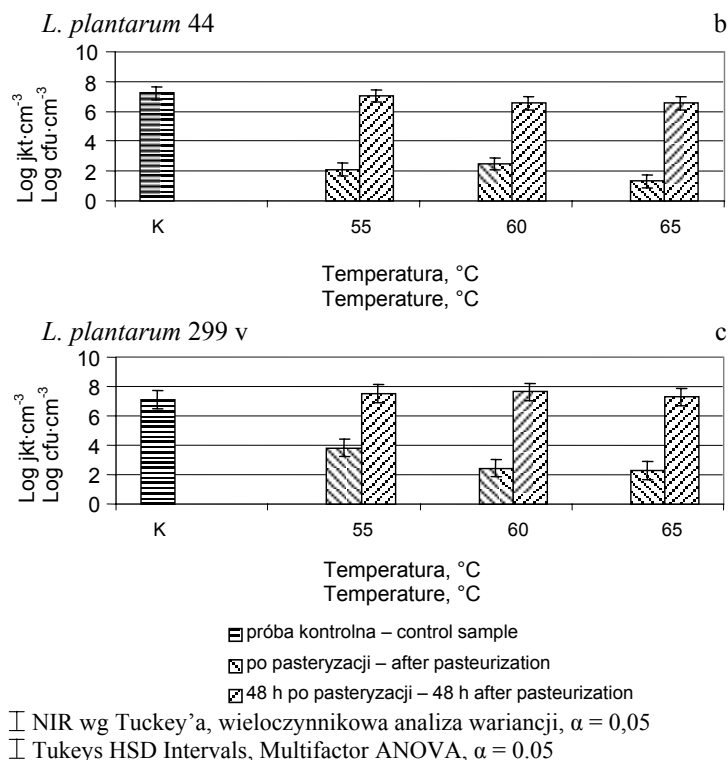 L. plantarum 44 b
10
8
6
4
2
0
Log jkt·cm⁻³
Log cfu·cm⁻³
K 55 60 65
Temperatura, °C
Temperature, °C
L. plantarum 299 v c
10
8
6
4
2
0
Log jkt·cm⁻³
Log cfu·cm⁻³
K 55 60 65
Temperatura, °C
Temperature, °C
próba kontrolna – control sample
po pasteryzacji – after pasteurization
48 h po pasteryzacji – 48 h after pasteurization
NIR wg Tuckey’a, wieloczynnikowa analiza wariancji, α = 0,05
Tukeys HSD Intervals, Multifactor ANOVA, α = 0.05